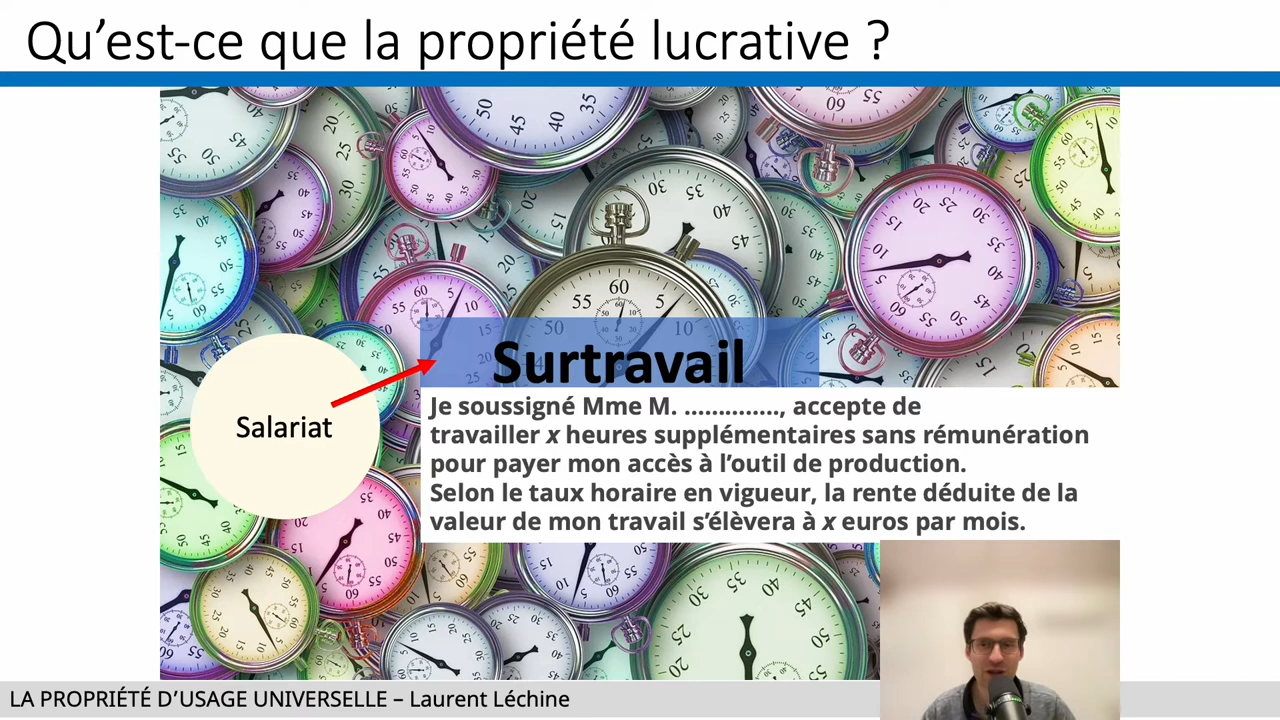 Qu'est-ce que la propriété lucrative ?
Surtravail
Salariat
Je soussigné Mme M. .............., accepte de
travailler x heures supplémentaires sans rémunération
pour payer mon accès à l'outil de production.
Selon le taux horaire en vigueur, la rente déduite de la
valeur de mon travail s'élèvera à x euros par mois.
LA PROPRIÉTÉ D'USAGE UNIVERSELLE – Laurent Léchine